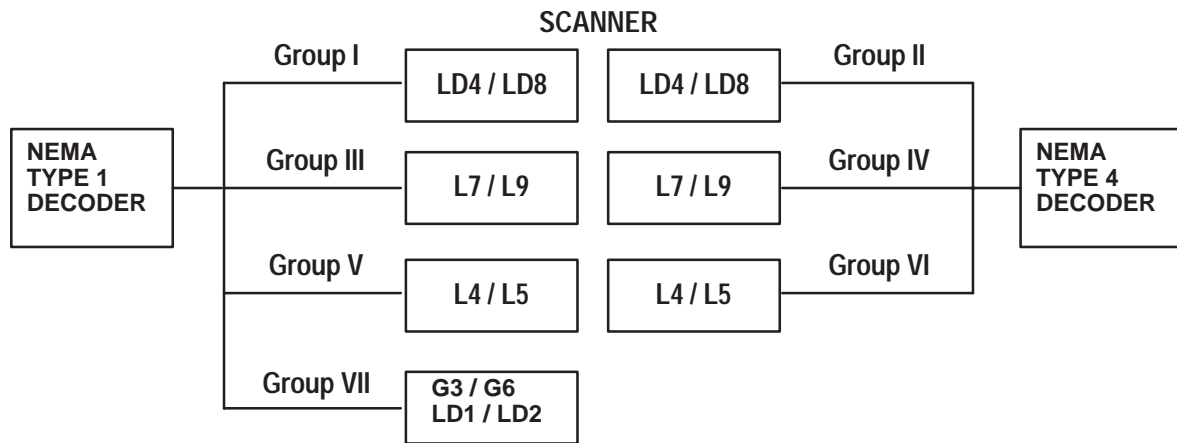 SCANNER
Group I
LD4 / LD8
LD4 / LD8
Group II
NEMA
TYPE 1
DECODER
Group III
L7 / L9
L7 / L9
Group IV
NEMA
TYPE 4
DECODER
Group V
L4 / L5
L4 / L5
Group VI
Group VII
G3 / G6
LD1 / LD2